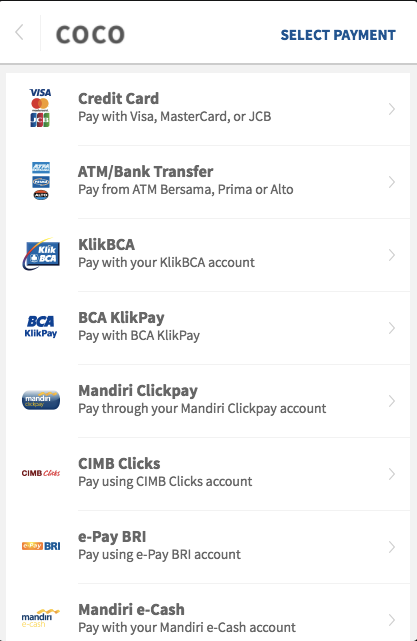 COCO
SELECT PAYMENT
VISA
MasterCard
JCB
Credit Card
Pay with Visa, MasterCard, or JCB
ATM/Bank Transfer
Pay from ATM Bersama, Prima or Alto
Klik
BCA
KlikBCA
Pay with your KlikBCA account
BCA
KlikPay
BCA KlikPay
Pay with BCA KlikPay
mandiri
clickpay
Mandiri Clickpay
Pay through your Mandiri Clickpay account
CIMB Clicks
CIMB Clicks
Pay using CIMB Clicks account
e-Pay BRI
e-Pay BRI
Pay using e-Pay BRI account
mandiri
e-cash
Mandiri e-Cash
Pay with your Mandiri e-Cash account